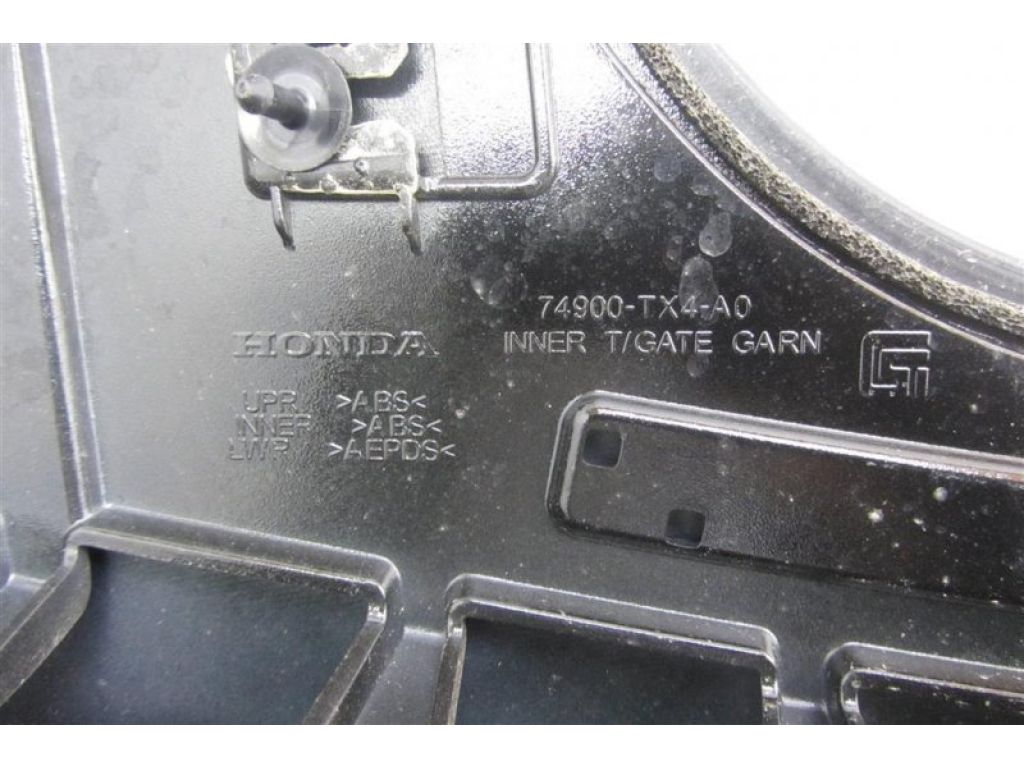 74900-TX4-A0
HONDA INNER T/GATE GARN
UPR >ABS<
INNER >ABS<
LWR >AEPDS<